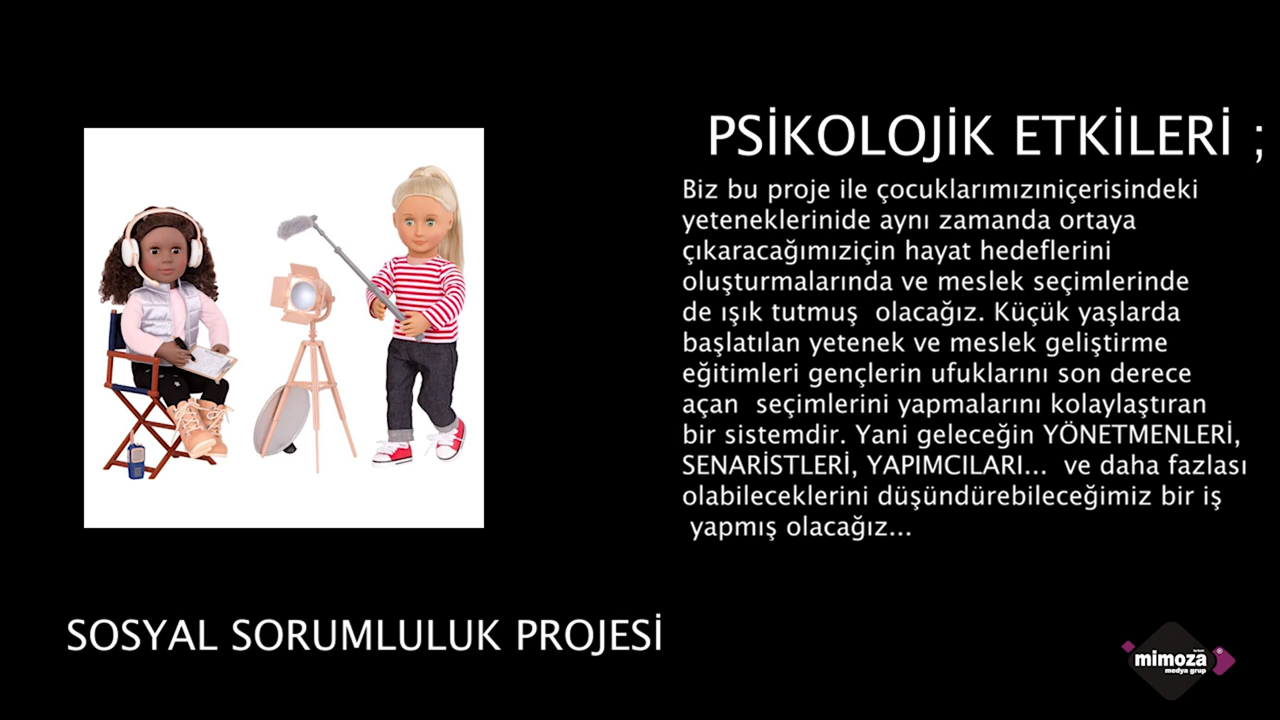 PSİKOLOJİK ETKİLERİ ;
Biz bu proje ile çocuklarımızıniçerisindeki
yeteneklerinide aynı zamanda ortaya
çıkaracağımıziçin hayat hedeflerini
oluşturmalarında ve meslek seçimlerinde
de ışık tutmuş  olacağız. Küçük yaşlarda
başlatılan yetenek ve meslek geliştirme
eğitimleri gençlerin ufuklarını son derece
açan  seçimlerini yapmalarını kolaylaştıran
bir sistemdir. Yani geleceğin YÖNETMENLERİ,
SENARİSTLERİ, YAPIMCILARI...  ve daha fazlası
olabileceklerini düşündürebileceğimiz bir iş
yapmış olacağız...
SOSYAL SORUMLULUK PROJESİ
mimoza
medya grup